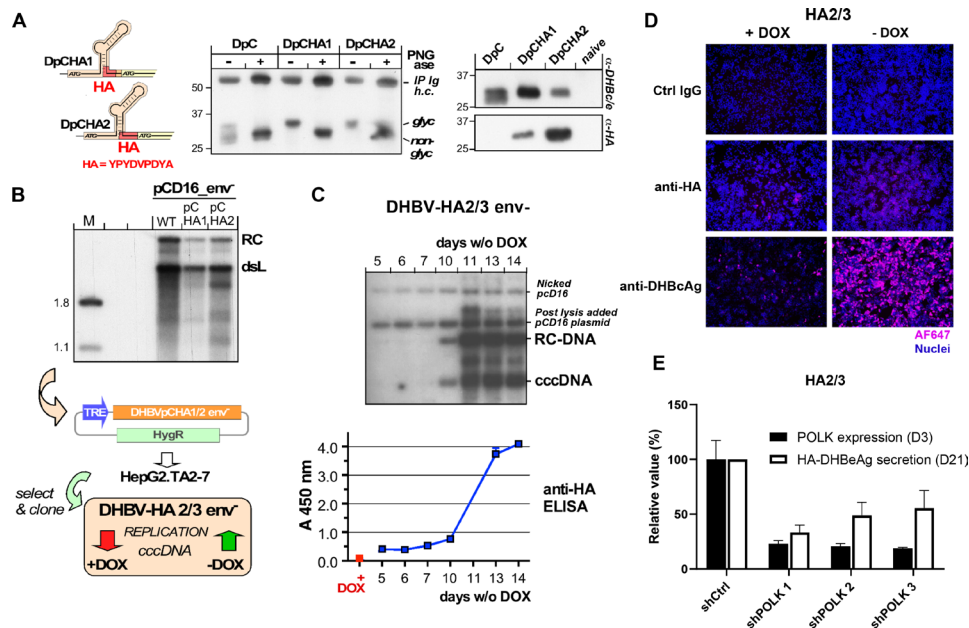 A
DpCHA1
ATG
ATG
HA
DpCHA2
ATG
ATG
HA
HA = YPYDVPDYA
DpC DpCHA1 DpCHA2 PNG
ase
- + - + - +
50
37
25
IP Ig
h.c.
glyc
non-
glyc
DpC DpCHA1 DpCHA2 naive
37
25
α-DHBc/e
37
25
α-HA
B
pCD16_env-
M WT pC HA1 pC HA2
RC
dsL
1.8
1.1
TRE DHBVpCHA1/2 env-
HygR
HepG2.TA2-7
select
& clone
DHBV-HA 2/3 env-
REPLICATION
cccDNA
+DOX -DOX
C
DHBV-HA2/3 env-
days w/o DOX
5 6 7 10 11 13 14
Nicked
pcD16
Post lysis added
pCD16 plasmid
RC-DNA
cccDNA
A 450 nm
4.0
3.0
2.0
1.0
0.0
anti-HA
ELISA
+
DOX
5 6 7 10 11 13 14
days w/o DOX
D
HA2/3
+ DOX - DOX
Ctrl IgG
anti-HA
anti-DHBcAg
AF647
Nuclei
E
HA2/3
Relative value (%)
150
100
50
0
POLK expression (D3)
HA-DHBeAg secretion (D21)
shCtrl shPOLK 1 shPOLK 2 shPOLK 3